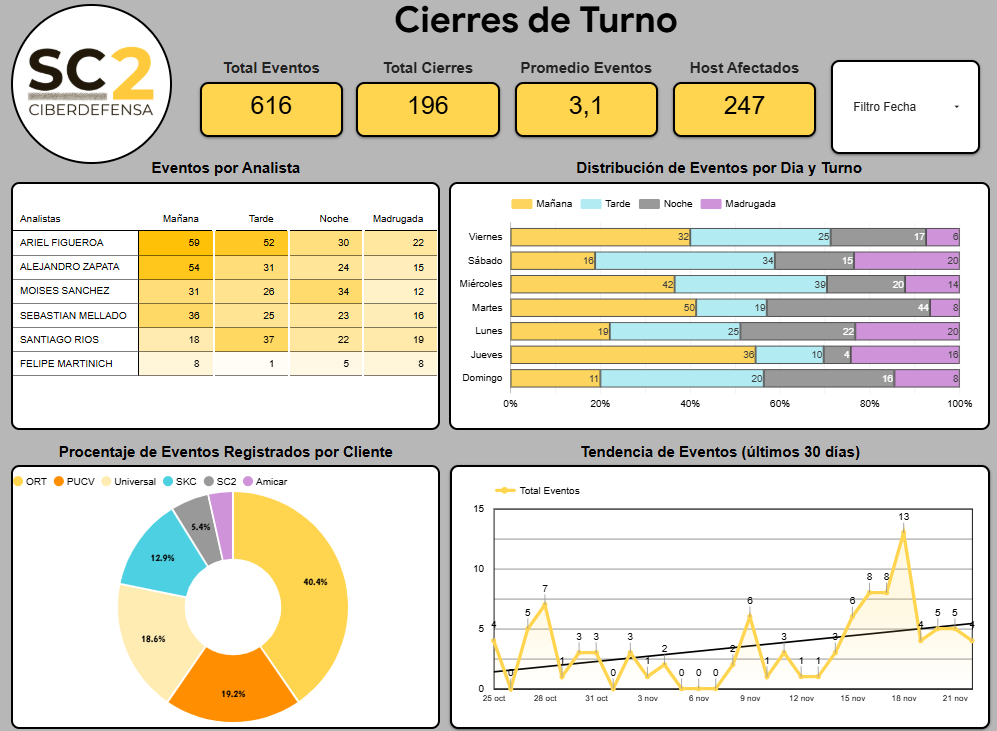 Cierres de Turno
SC2
CIBERDEFENSA
Total Eventos
616
Total Cierres
196
Promedio Eventos
3,1
Host Afectados
247
Filtro Fecha
Eventos por Analista
Analistas Mañana Tarde Noche Madrugada
ARIEL FIGUEROA 59 52 30 22
ALEJANDRO ZAPATA 54 31 24 15
MOISES SANCHEZ 31 26 34 12
SEBASTIAN MELLADO 36 25 23 16
SANTIAGO RIOS 18 37 22 19
FELIPE MARTINICH 8 1 5 8
Distribución de Eventos por Dia y Turno
Mañana Tarde Noche Madrugada
Viernes 32 25 17 6
Sábado 16 34 15 20
Miércoles 42 39 20 14
Martes 50 19 44 8
Lunes 19 25 22 20
Jueves 36 10 4 16
Domingo 11 20 16 8
0% 20% 40% 60% 80% 100%
Procentaje de Eventos Registrados por Cliente
ORT PUCV Universal SKC SC2 Amicar
5.4%
12.9%
40.4%
18.6%
19.2%
Tendencia de Eventos (últimos 30 días)
Total Eventos
15
10
5
0
4 0 5 7 1 3 3 0 3 1 2 0 0 0 2 6 1 3 1 1 3 6 8 8 13 4 5 5 4
25 oct 28 oct 31 oct 3 nov 6 nov 9 nov 12 nov 15 nov 18 nov 21 nov